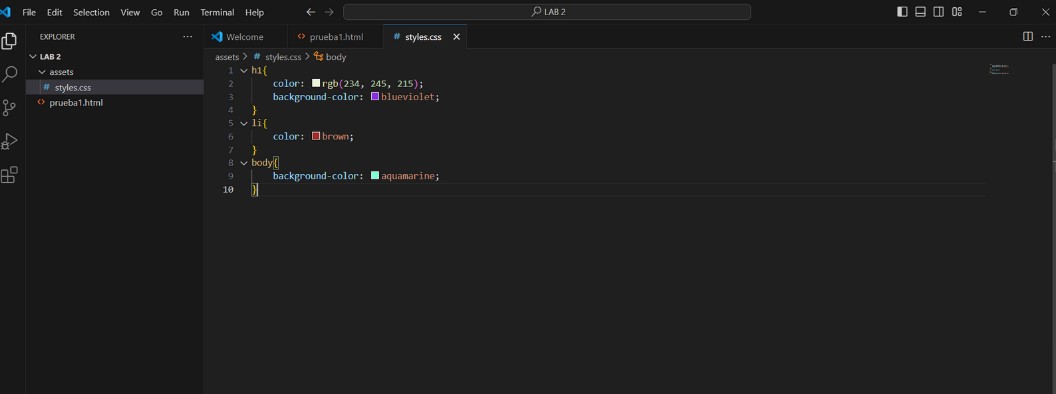 File Edit Selection View Go Run Terminal Help LAB 2
EXPLORER ...
LAB 2
assets
# styles.css
<> prueba1.html
Welcome <> prueba1.html # styles.css
assets > # styles.css > body
1 h1{
2 color: rgb(234, 245, 215);
3 background-color: blueviolet;
4 }
5 li{
6 color: brown;
7 }
8 body{
9 background-color: aquamarine;
10 }